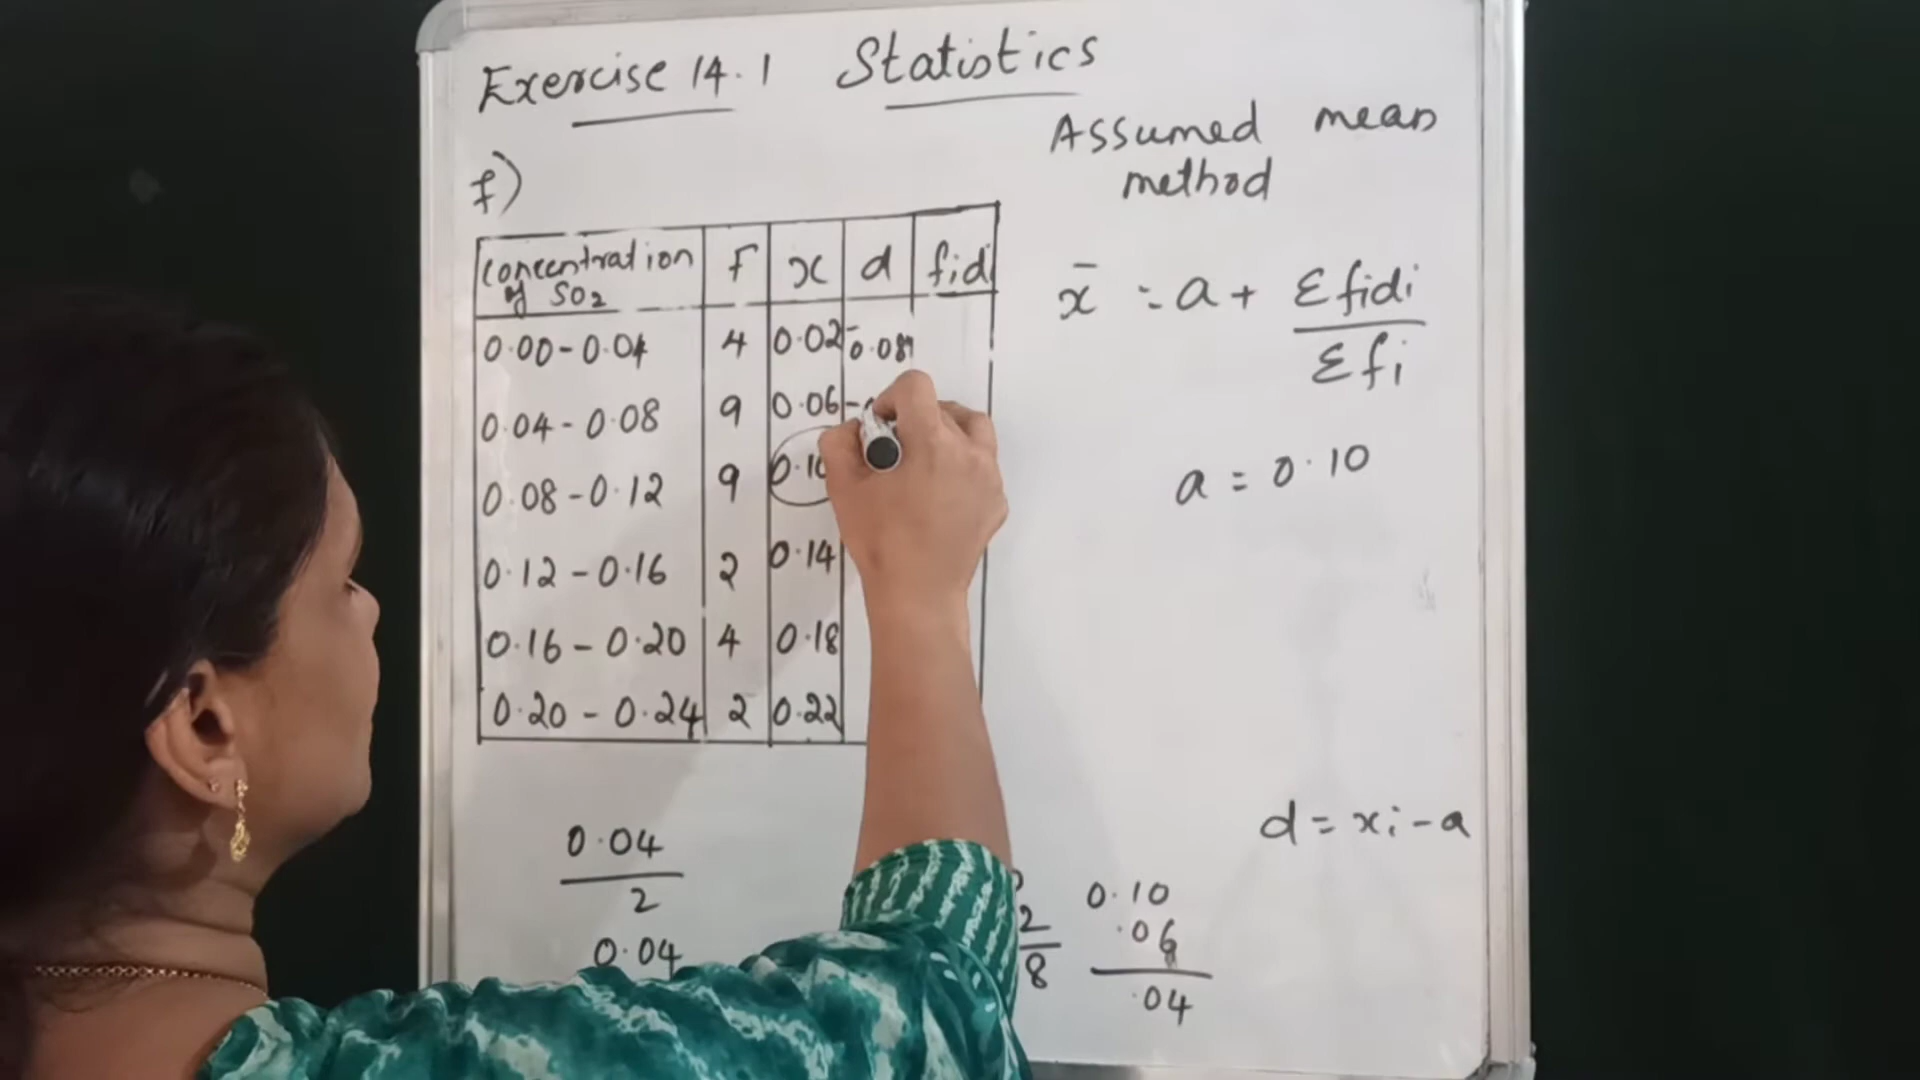 Exercise 14.1 Statistics
Assumed mean
method
f)
Concentration of SO2 F x d fidi
0.00-0.04 4 0.02 -0.08
0.04-0.08 9 0.06 -
0.08-0.12 9 0.10
0.12-0.16 2 0.14
0.16-0.20 4 0.18
0.20-0.24 2 0.22
x̄ = a + Σfidi
Σfi
a = 0.10
d = xi-a
0.04
2
0.04
2
8
0.10
.06
.04